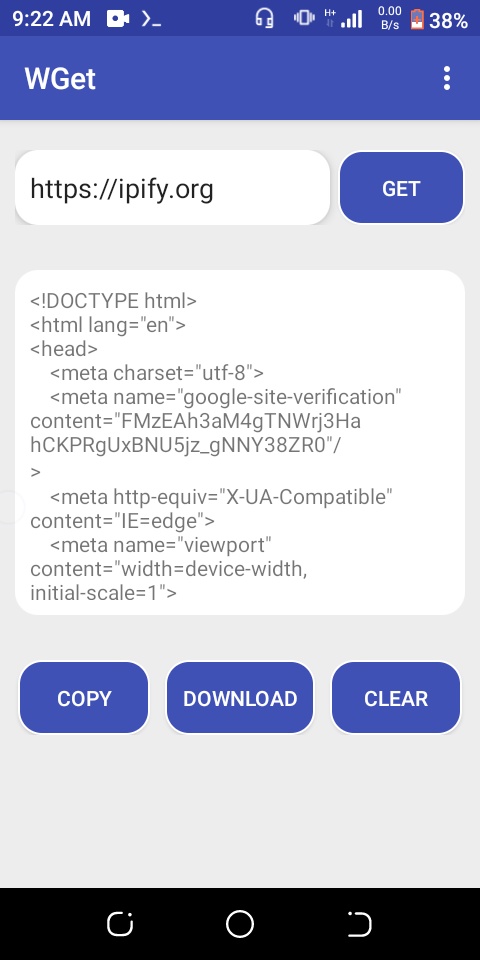 9:22 AM H+ 0.00 B/s 38%
WGet
https://ipify.org GET
<!DOCTYPE html>
<html lang="en">
<head>
<meta charset="utf-8">
<meta name="google-site-verification"
content="FMzEAh3aM4gTNWrj3Ha
hCKPRgUxBNU5jz_gNNY38ZR0"/
>
<meta http-equiv="X-UA-Compatible"
content="IE=edge">
<meta name="viewport"
content="width=device-width,
initial-scale=1">
COPY DOWNLOAD CLEAR